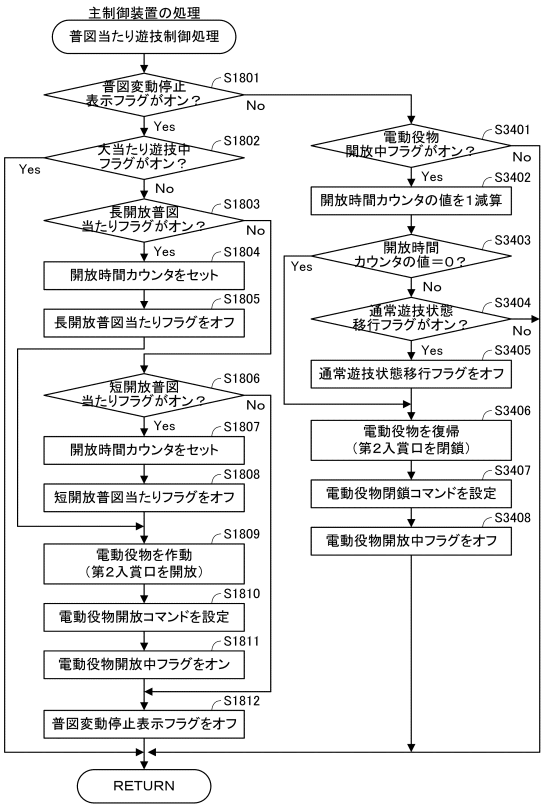 主制御装置の処理
普図当たり遊技制御処理
S1801
普図変動停止
表示フラグがオン？
No
Yes
S1802
大当たり遊技中
フラグがオン？
Yes
No
S1803
長開放普図
当たりフラグがオン？
No
Yes
S1804
開放時間カウンタをセット
S1805
長開放普図当たりフラグをオフ
S1806
短開放普図
当たりフラグがオン？
No
Yes
S1807
開放時間カウンタをセット
S1808
短開放普図当たりフラグをオフ
S1809
電動役物を作動
（第２入賞口を開放）
S1810
電動役物開放コマンドを設定
S1811
電動役物開放中フラグをオン
S1812
普図変動停止表示フラグをオフ
RETURN
S3401
電動役物
開放中フラグがオン？
No
Yes
S3402
開放時間カウンタの値を１減算
S3403
開放時間
カウンタの値＝０？
Yes
No
S3404
通常遊技状態
移行フラグがオン？
No
Yes
S3405
通常遊技状態移行フラグをオフ
S3406
電動役物を復帰
（第２入賞口を閉鎖）
S3407
電動役物閉鎖コマンドを設定
S3408
電動役物開放中フラグをオフ